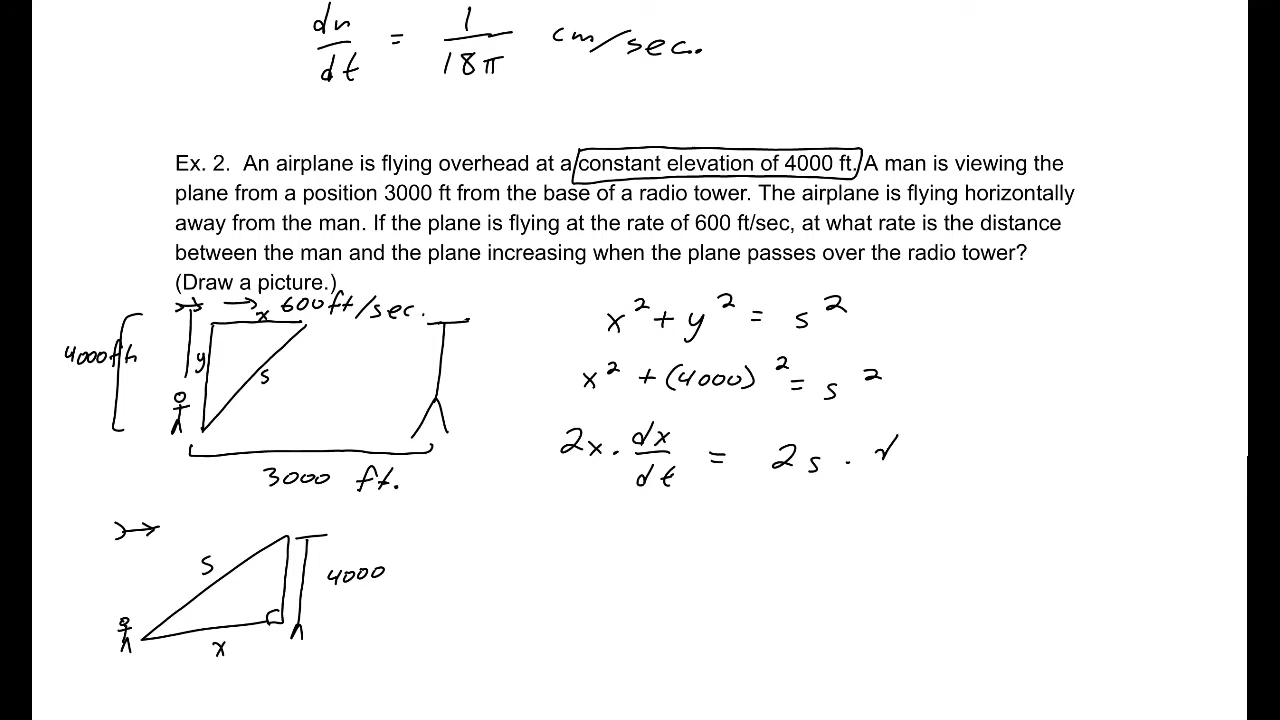 dr/dt = 1/18π cm/sec.
Ex. 2. An airplane is flying overhead at a constant elevation of 4000 ft. A man is viewing the
plane from a position 3000 ft from the base of a radio tower. The airplane is flying horizontally
away from the man. If the plane is flying at the rate of 600 ft/sec, at what rate is the distance
between the man and the plane increasing when the plane passes over the radio tower?
(Draw a picture.)
x 600ft/sec.
4000ft
y
s
3000 ft.
s
4000
x
x² + y² = s²
x² + (4000)² = s²
2x · dx/dt = 2s ·